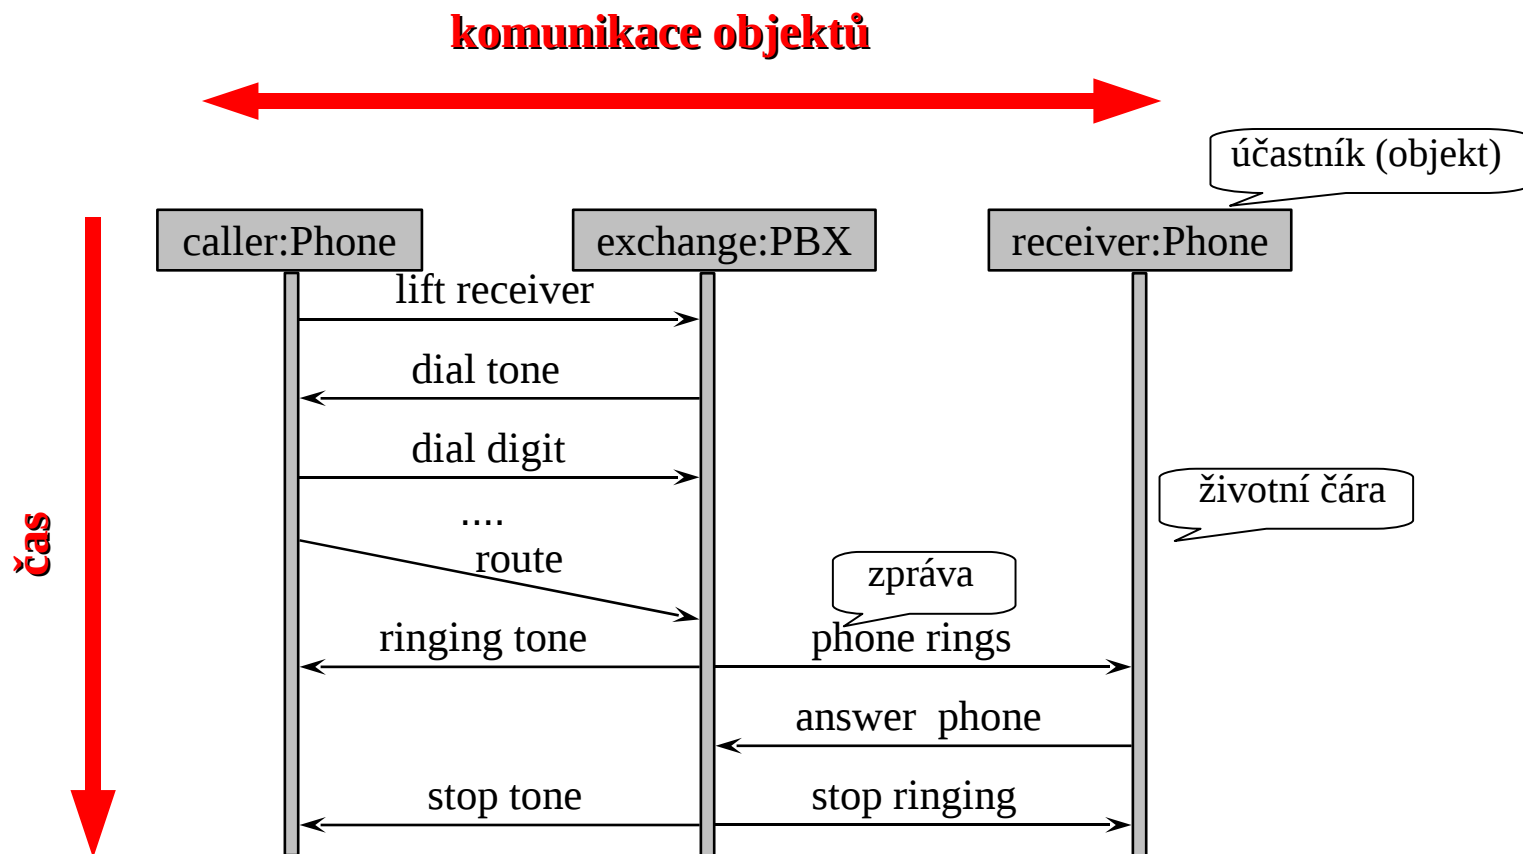 komunikace objektů
účastník (objekt)
caller:Phone
exchange:PBX
receiver:Phone
lift receiver
dial tone
dial digit
životní čára
....
čas
route
zpráva
ringing tone
phone rings
answer phone
stop tone
stop ringing